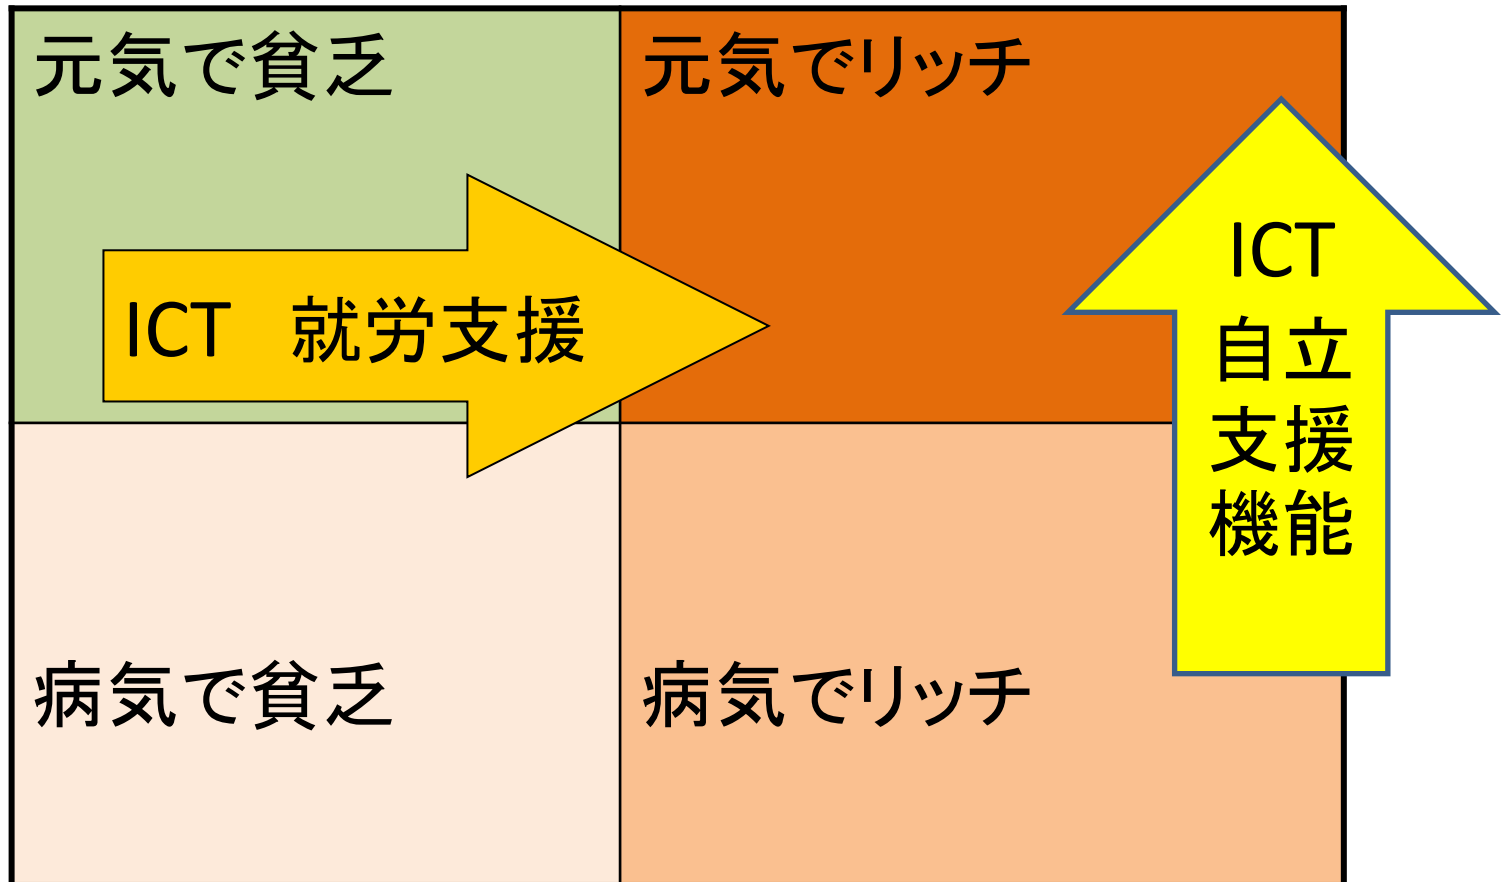 元気で貧乏
元気でリッチ
ICT　就労支援
ICT
自立
支援
機能
病気で貧乏
病気でリッチ